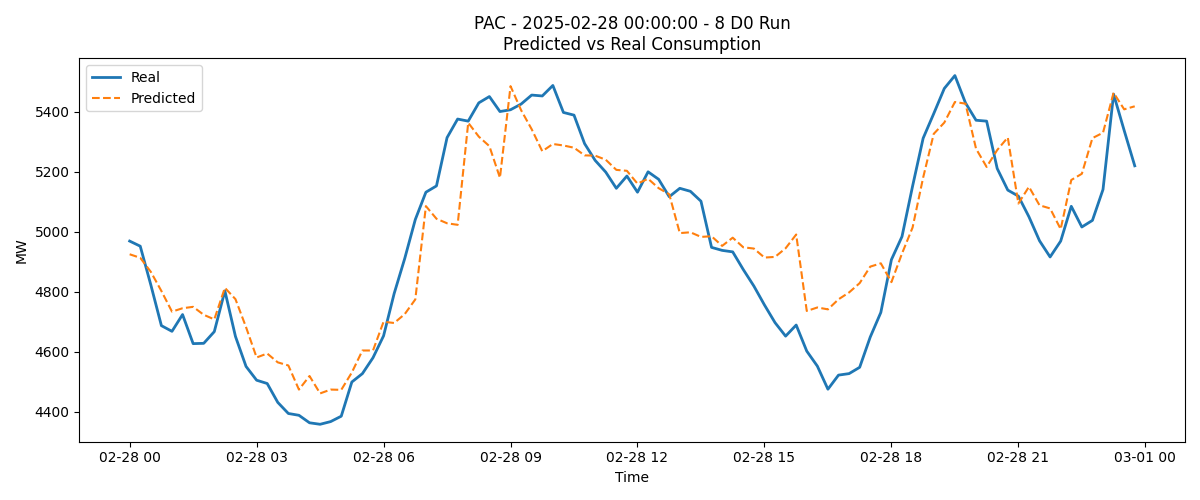 PAC - 2025-02-28 00:00:00 - 8 D0 Run
Predicted vs Real Consumption
Real
Predicted
5400
5200
5000
4800
4600
4400
MW
02-28 00
02-28 03
02-28 06
02-28 09
02-28 12
02-28 15
02-28 18
02-28 21
03-01 00
Time